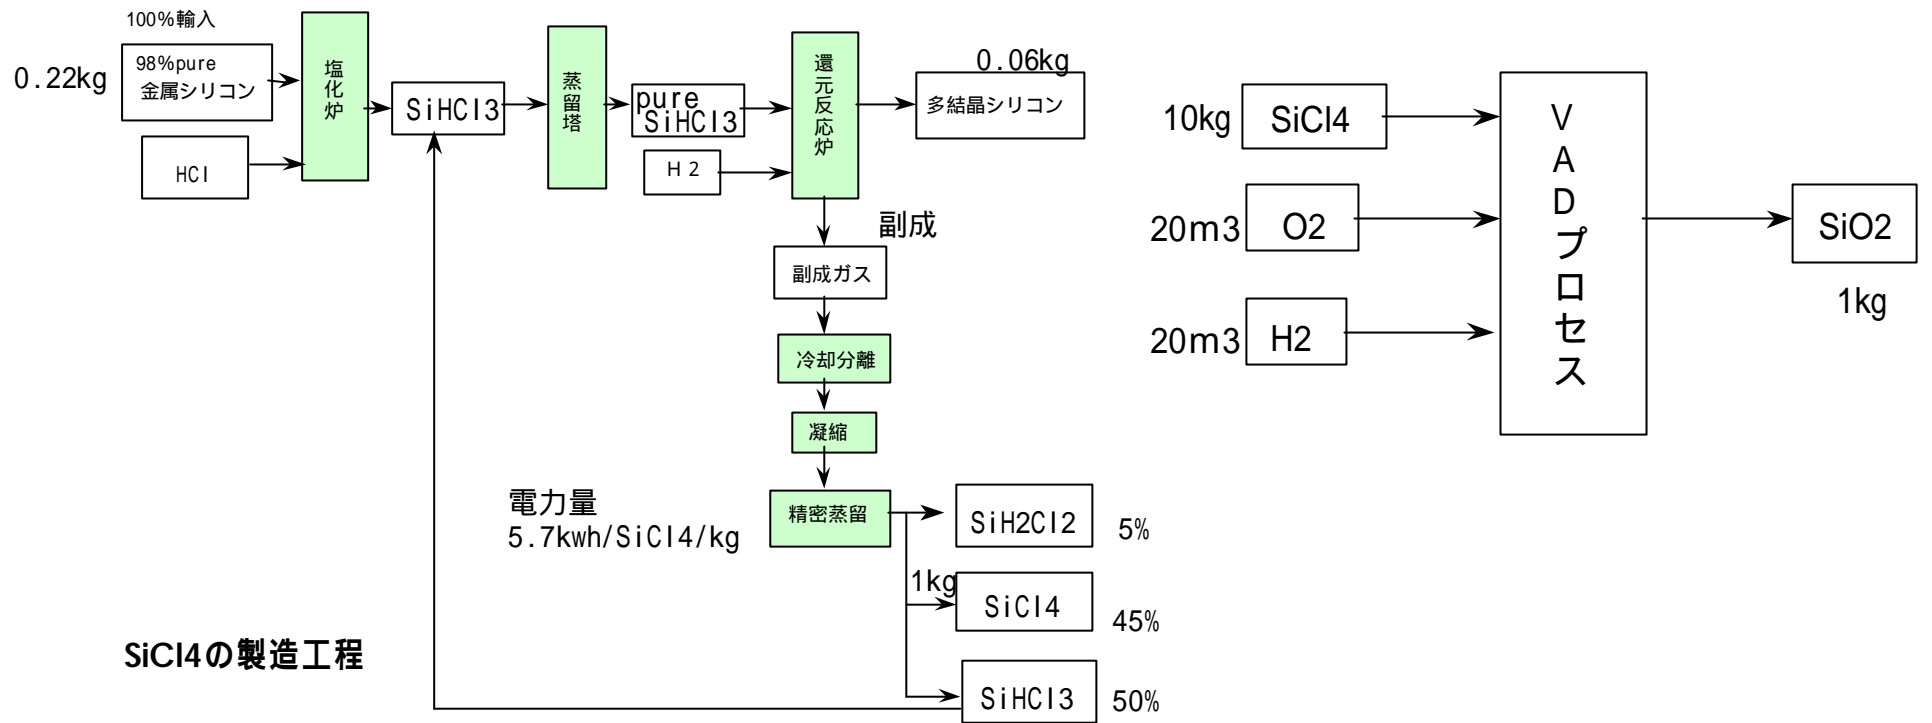 100%輸入
0.22kg
98%pure
金属シリコン
HCl
塩化炉
SiHCl3
蒸留塔
pure
SiHCl3
H2
還元反応炉
0.06kg
多結晶シリコン
副成
副成ガス
冷却分離
凝縮
精密蒸留
電力量
5.7kwh/SiCl4/kg
SiH2Cl2
5%
1kg
SiCl4
45%
SiHCl3
50%
SiCl4の製造工程
10kg
SiCl4
20m3
O2
20m3
H2
VADプロセス
SiO2
1kg